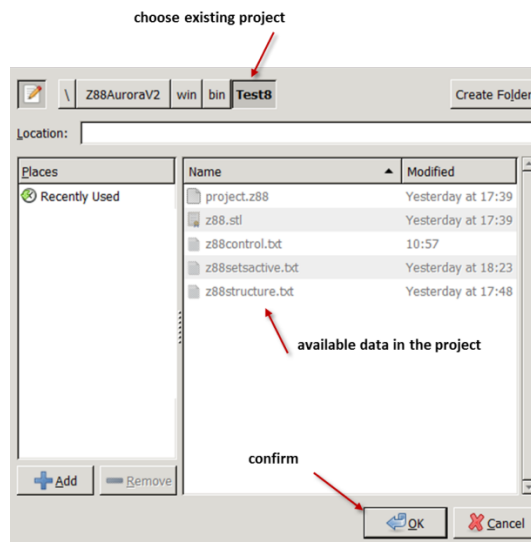 choose existing project
\ Z88AuroraV2 win bin Test8 Create Folder
Location:
Places Name Modified
Recently Used project.z88 Yesterday at 17:39
z88.stl Yesterday at 17:39
z88control.txt 10:57
z88setsactive.txt Yesterday at 18:23
z88structure.txt Yesterday at 17:48
available data in the project
confirm
Add Remove
OK Cancel